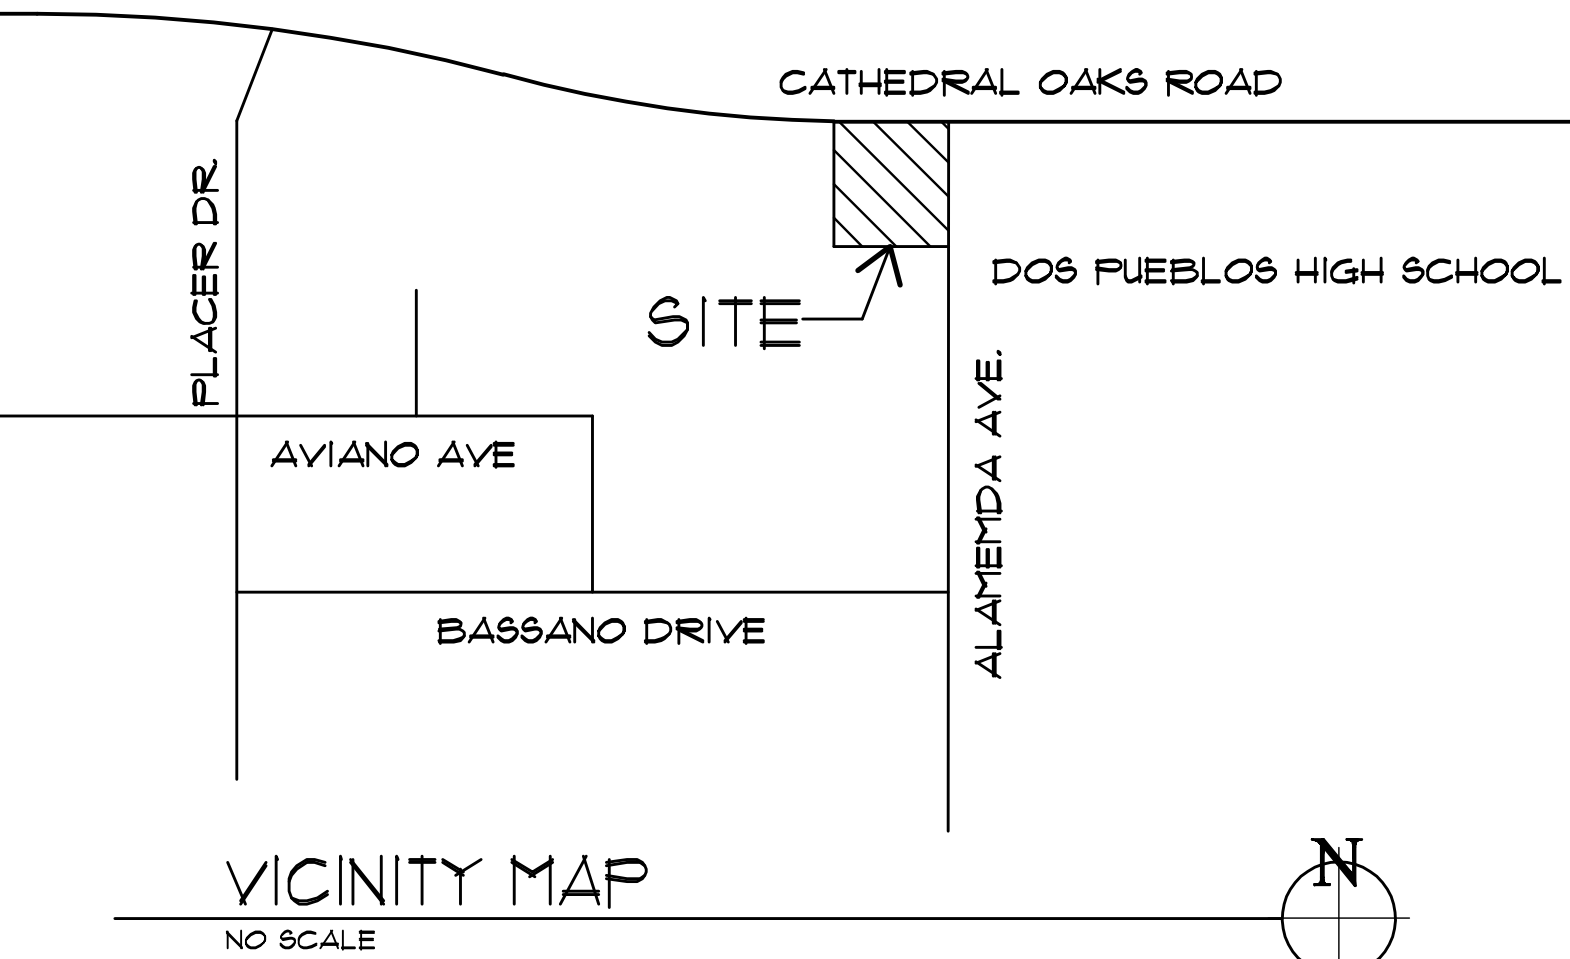 CATHEDRAL OAKS ROAD
PLACER DR.
DOS PUEBLOS HIGH SCHOOL
SITE
ALAMEMDA AVE.
AVIANO AVE
BASSANO DRIVE
VICINITY MAP
N
NO SCALE